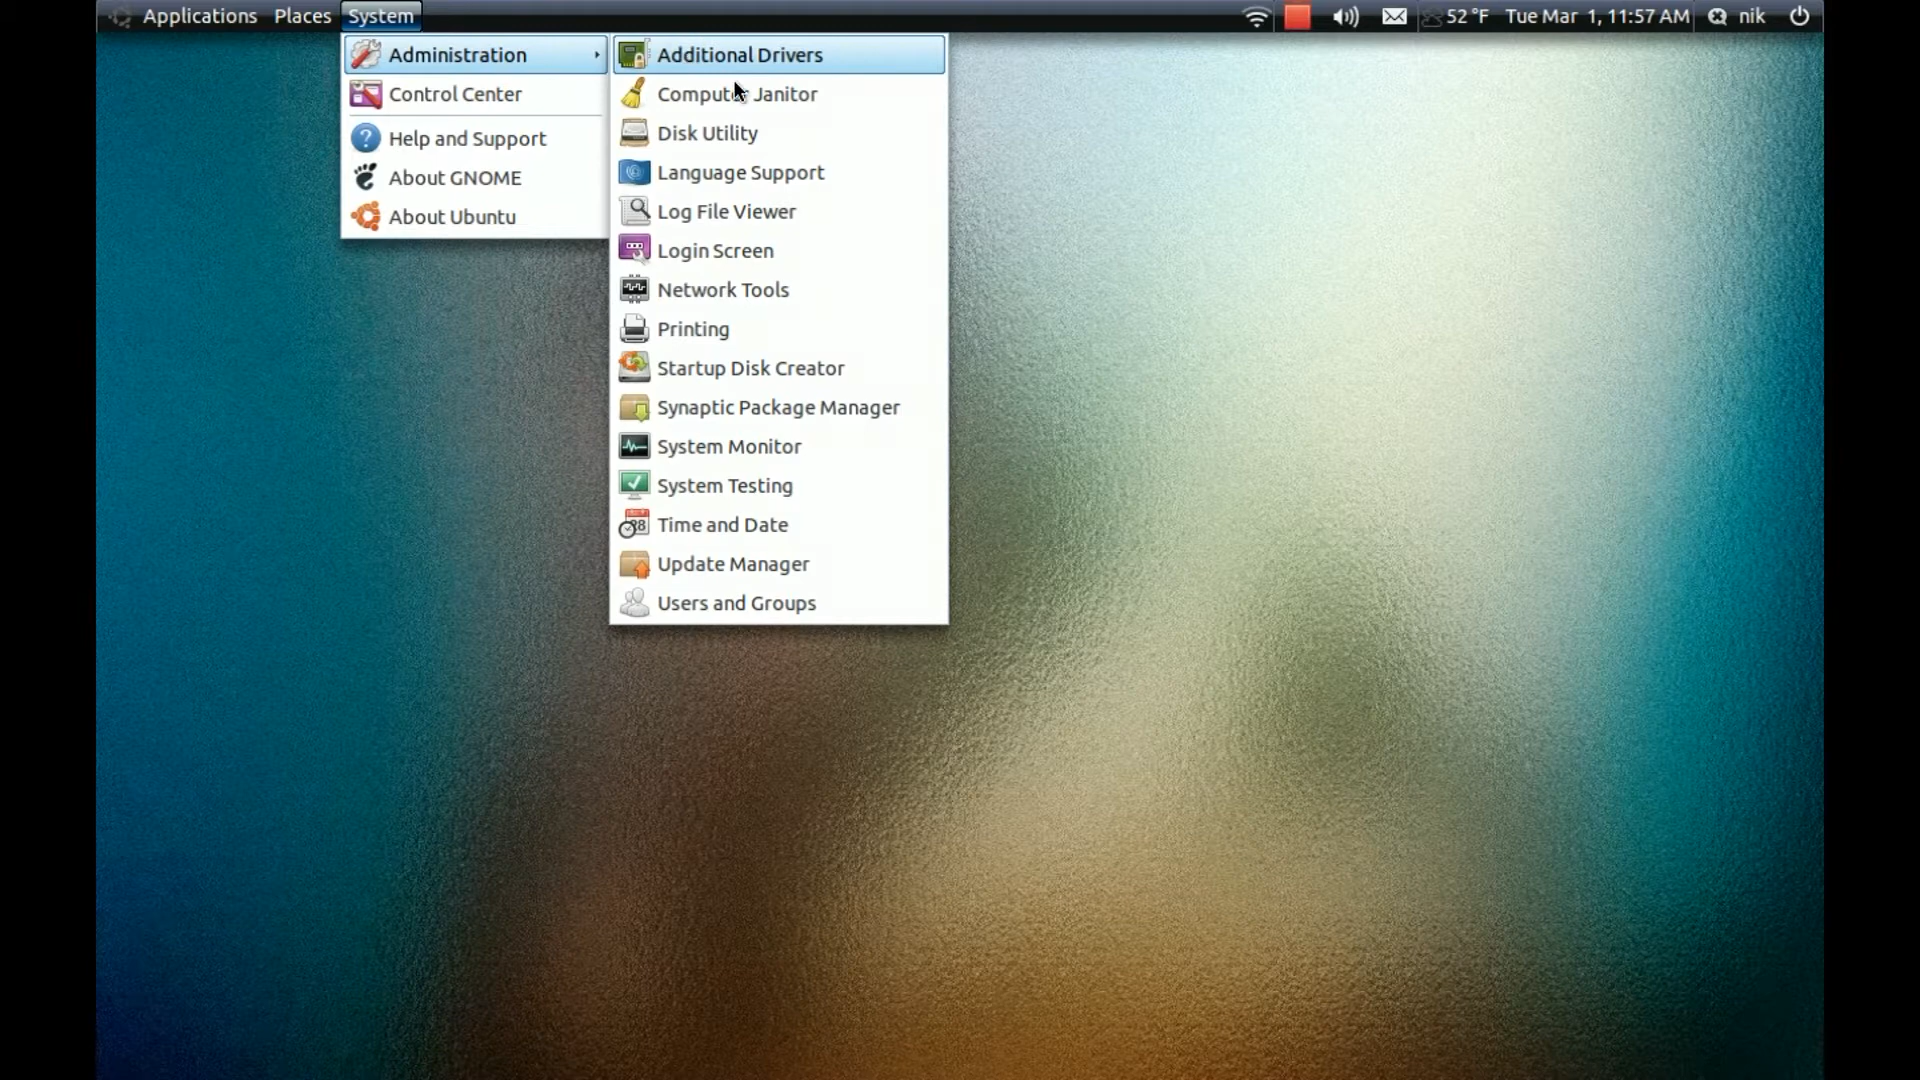 Applications Places System 52 °F Tue Mar 1, 11:57 AM nik
Administration
Control Center
Help and Support
About GNOME
About Ubuntu
Additional Drivers
Computer Janitor
Disk Utility
Language Support
Log File Viewer
Login Screen
Network Tools
Printing
Startup Disk Creator
Synaptic Package Manager
System Monitor
System Testing
Time and Date
Update Manager
Users and Groups